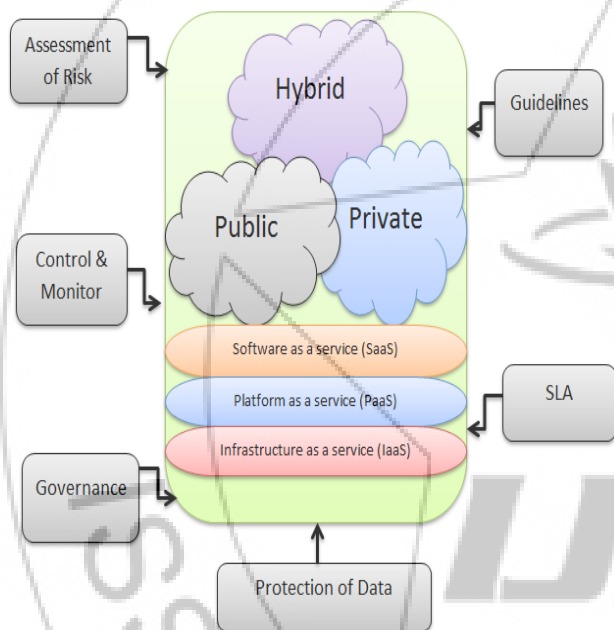 Assessment
of Risk
Hybrid
Guidelines
Public
Private
Control &
Monitor
Software as a service (SaaS)
Platform as a service (PaaS)
SLA
Infrastructure as a service (IaaS)
Governance
Protection of Data